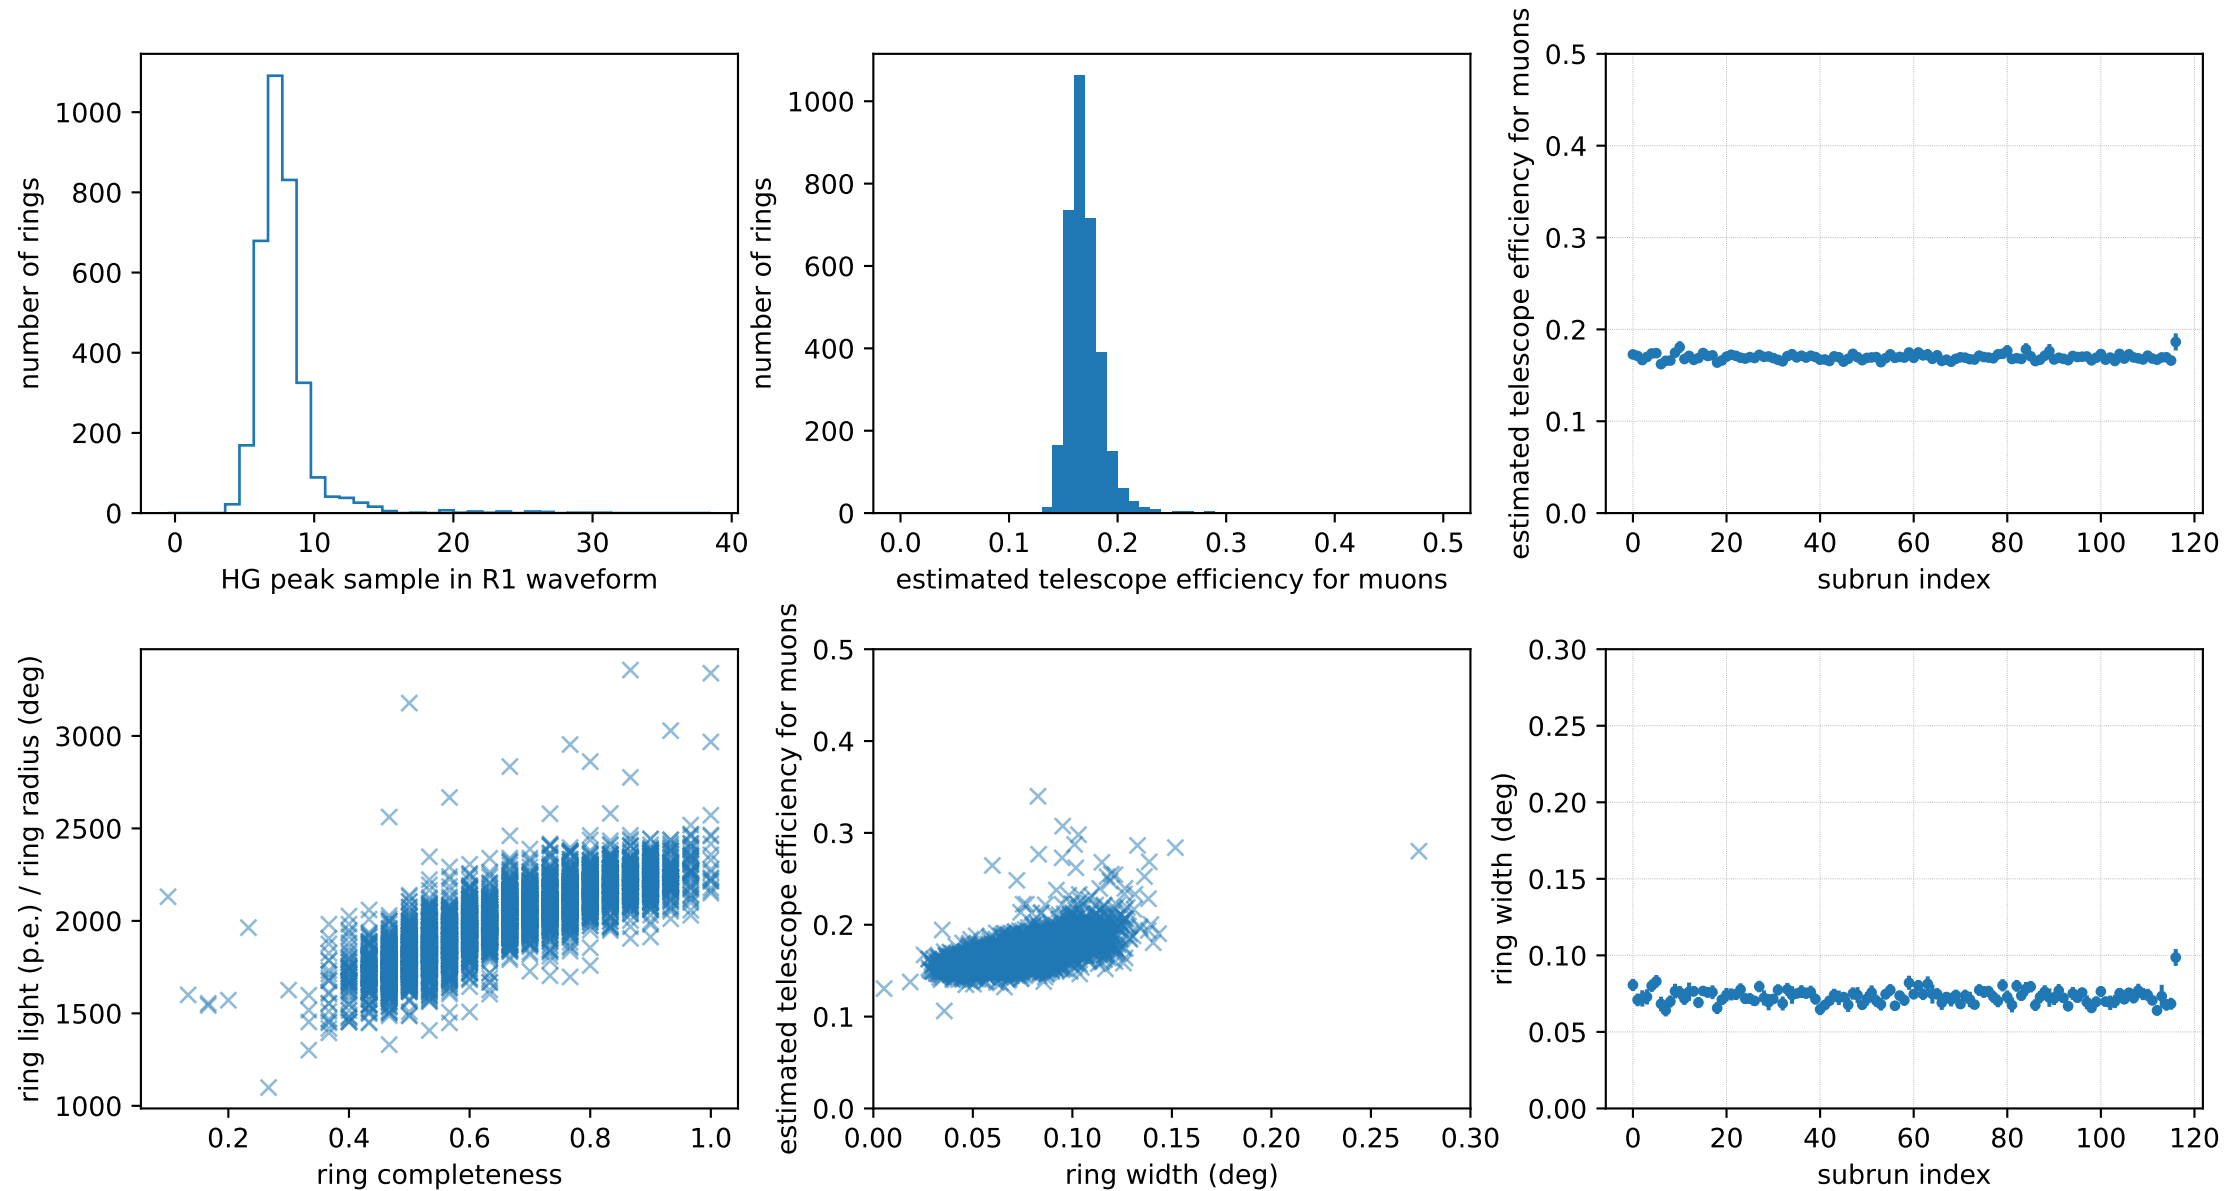 number of rings
1000
800
600
400
200
0
0 10 20 30 40
HG peak sample in R1 waveform
number of rings
1000
800
600
400
200
0
0.0 0.1 0.2 0.3 0.4 0.5
estimated telescope efficiency for muons
estimated telescope efficiency for muons
0.5
0.4
0.3
0.2
0.1
0.0
0 20 40 60 80 100 120
subrun index
ring light (p.e.) / ring radius (deg)
3000
2500
2000
1500
1000
0.2 0.4 0.6 0.8 1.0
ring completeness
estimated telescope efficiency for muons
0.5
0.4
0.3
0.2
0.1
0.0
0.00 0.05 0.10 0.15 0.20 0.25 0.30
ring width (deg)
ring width (deg)
0.30
0.25
0.20
0.15
0.10
0.05
0.00
0 20 40 60 80 100 120
subrun index